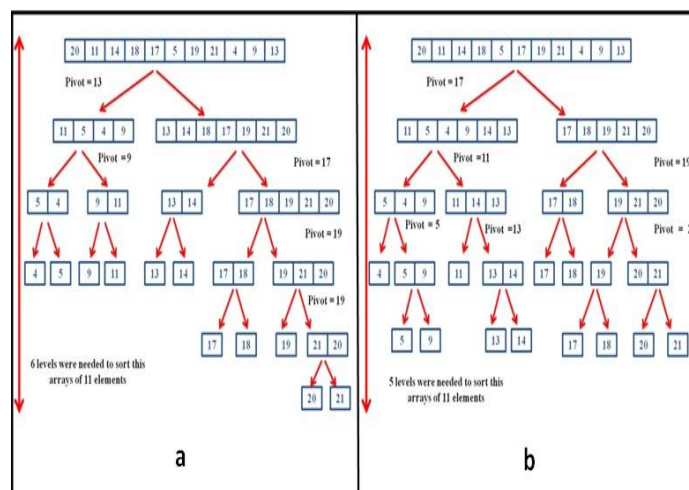 20 11 14 18 17 5 19 21 4 9 13
Pivot = 13
11 5 4 9
13 14 18 17 19 21 20
Pivot = 9
Pivot = 17
5 4
9 11
13 14
17 18 19 21 20
Pivot = 19
4
5
9
11
13
14
17 18
19 21 20
Pivot = 19
17
18
19
21 20
6 levels were needed to sort this
arrays of 11 elements
20
21
a
20 11 14 18 5 17 19 21 4 9 13
Pivot = 17
11 5 4 9 14 13
17 18 19 21 20
Pivot = 11
Pivot = 19
5 4 9
11 14 13
17 18
19 21 20
Pivot = 5
Pivot =13
Pivot =
4
5 9
11
13 14
17
18
19
20 21
5
9
13
14
17
18
20
21
5 levels were needed to sort this
arrays of 11 elements
b